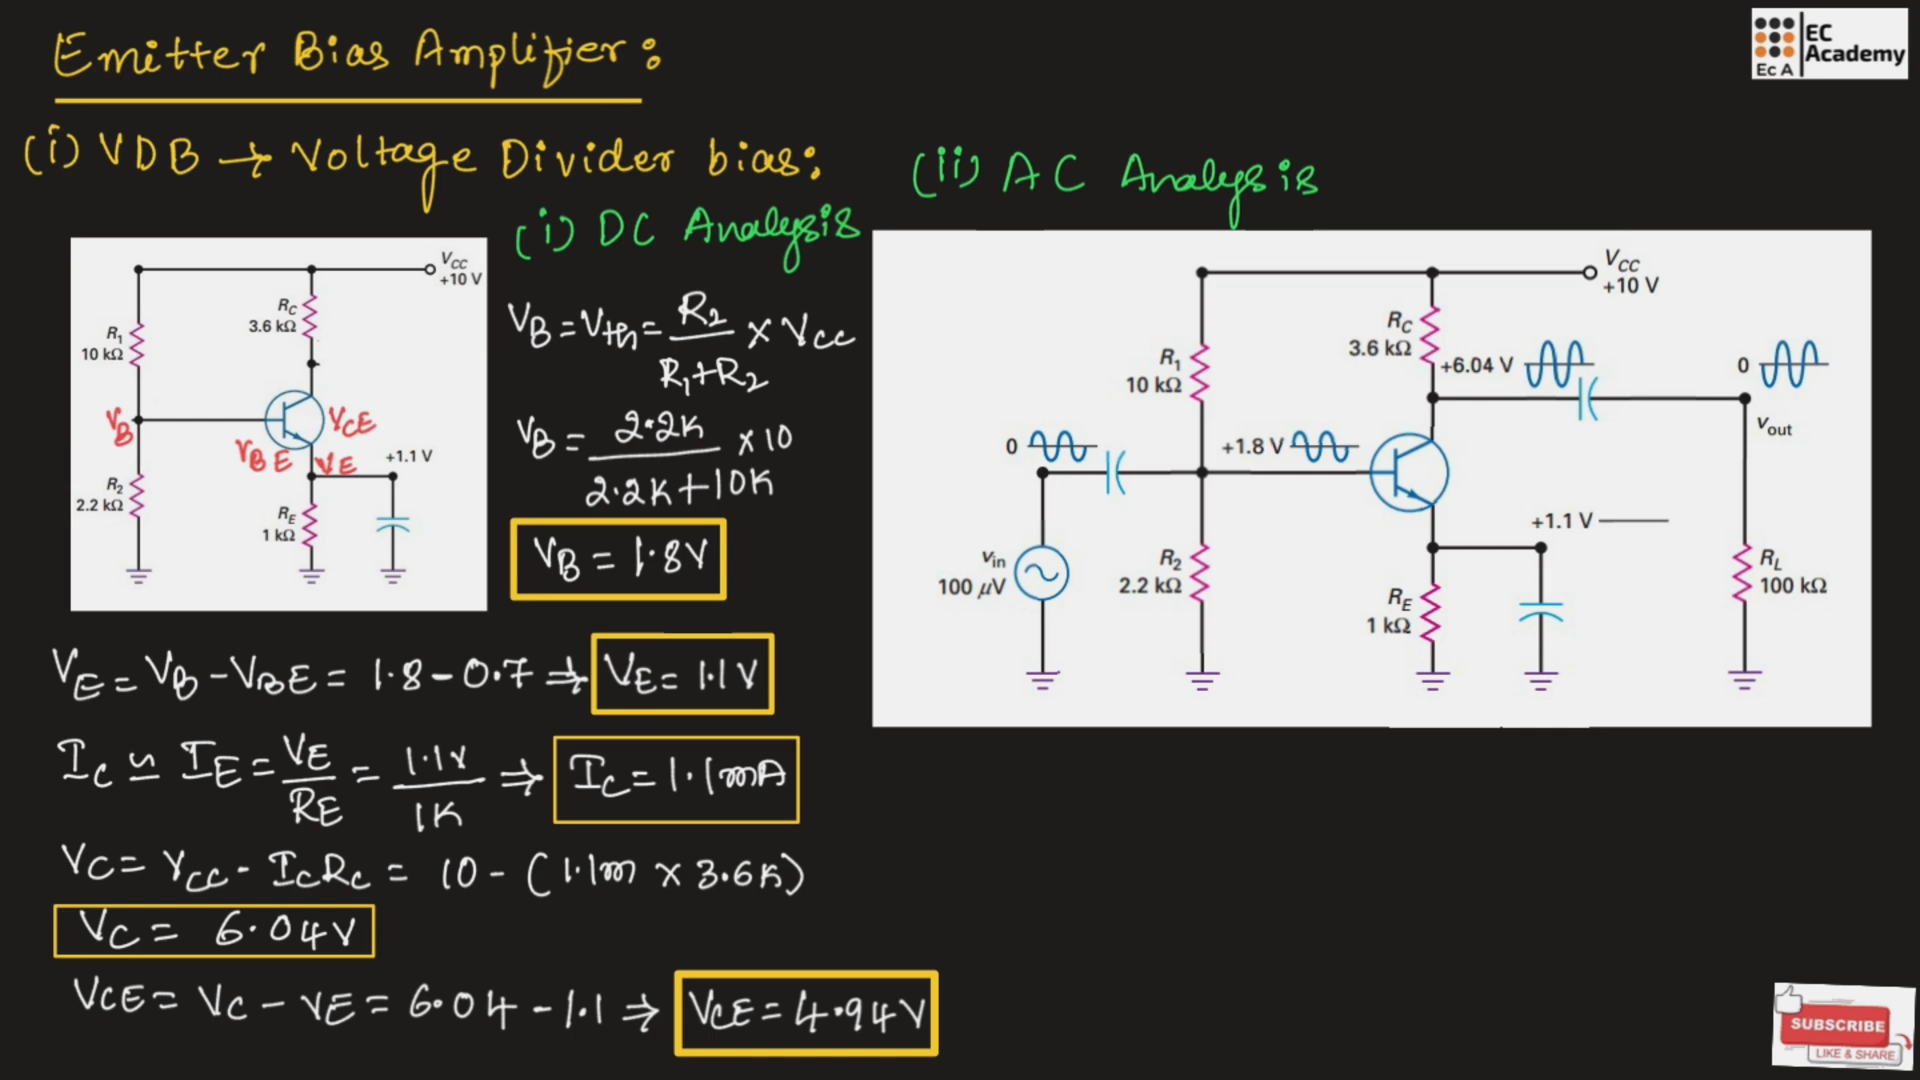 Emitter Bias Amplifier:
EC
Academy
Ec A
(i) VDB → Voltage Divider bias:
(ii) AC Analysis
(i) DC Analysis
VCC
+10 V
RC
3.6 kΩ
R1
10 kΩ
VB
VCE
VBE
VE
+1.1 V
R2
2.2 kΩ
RE
1 kΩ
VB = Vth = R2 / R1+R2 × Vcc
VB = 2.2K / 2.2K+10K × 10
VB = 1.8V
VE = VB - VBE = 1.8 - 0.7 ⇒ VE = 1.1V
IC ≃ IE = VE / RE = 1.1V / 1K ⇒ IC = 1.1mA
VC = VCC - ICRC = 10 - (1.1m × 3.6K)
VC = 6.04V
VCE = VC - VE = 6.04 - 1.1 → VCE = 4.94V
VCC
+10 V
RC
3.6 kΩ
+6.04 V
0
R1
10 kΩ
Vout
0
+1.8 V
+1.1 V
Vin
100 μV
R2
2.2 kΩ
RE
1 kΩ
RL
100 kΩ
SUBSCRIBE
LIKE & SHARE